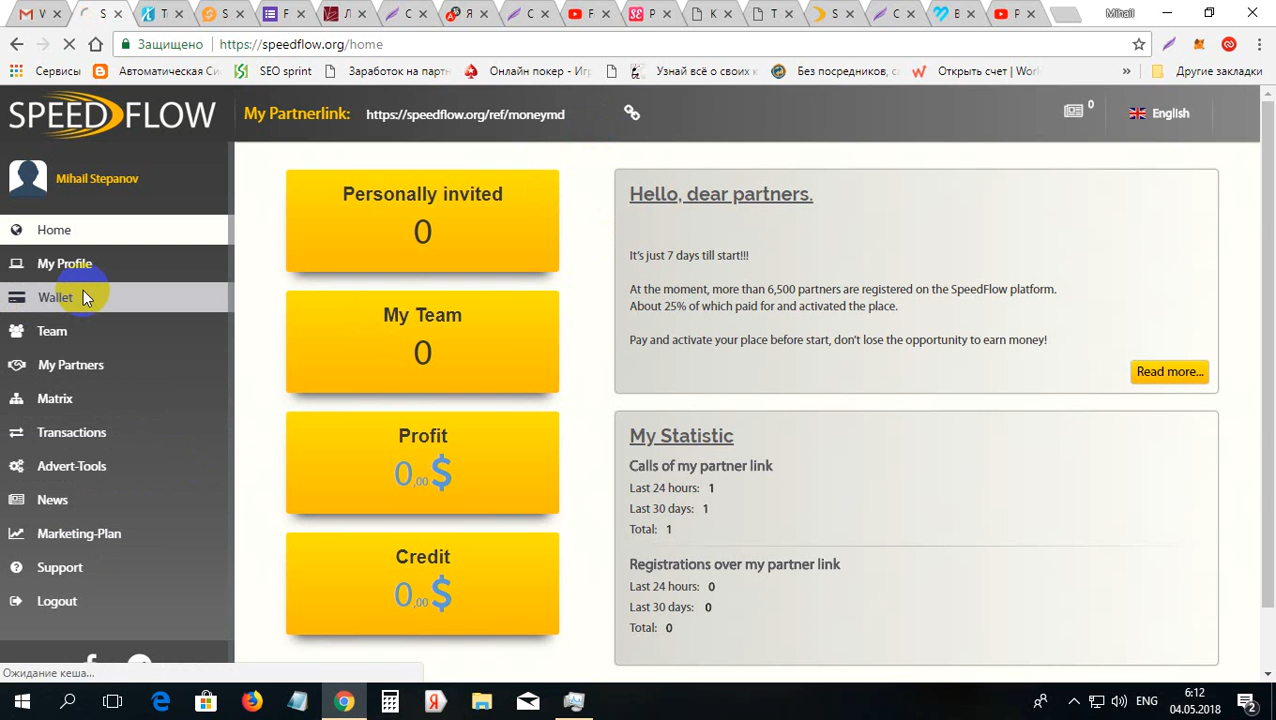 Mihail
Защищено
https://speedflow.org/home
Сервисы
Автоматическая Си
SEO sprint
Заработок на партн
Онлайн покер - Игр
Узнай всё о своих к
Без посредников, с
Открыть счет | Wor
»
Другие закладки
SPEEDFLOW
My Partnerlink: https://speedflow.org/ref/moneymd
0
English
Mihail Stepanov
Home
My Profile
Wallet
Team
My Partners
Matrix
Transactions
Advert-Tools
News
Marketing-Plan
Support
Logout
Personally invited
0
My Team
0
Profit
0,00 $
Credit
0,00 $
Hello, dear partners.
It's just 7 days till start!!!
At the moment, more than 6,500 partners are registered on the SpeedFlow platform.
About 25% of which paid for and activated the place.
Pay and activate your place before start, don't lose the opportunity to earn money!
Read more...
My Statistic
Calls of my partner link
Last 24 hours: 1
Last 30 days: 1
Total: 1
Registrations over my partner link
Last 24 hours: 0
Last 30 days: 0
Total: 0
Ожидание кеша...
ENG
6:12
04.05.2018
2